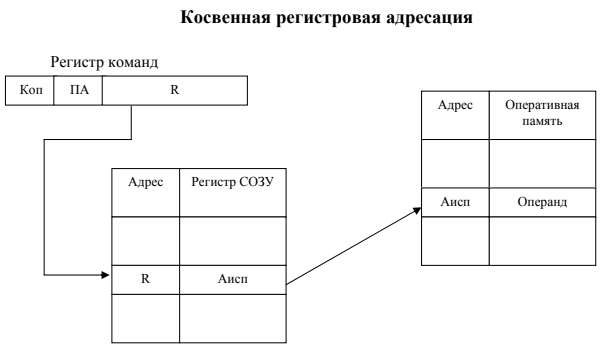 Косвенная регистровая адресация
Регистр команд
Коп ПА R
Адрес Оперативная
память
Аисп Операнд
Адрес Регистр СОЗУ
R Аисп